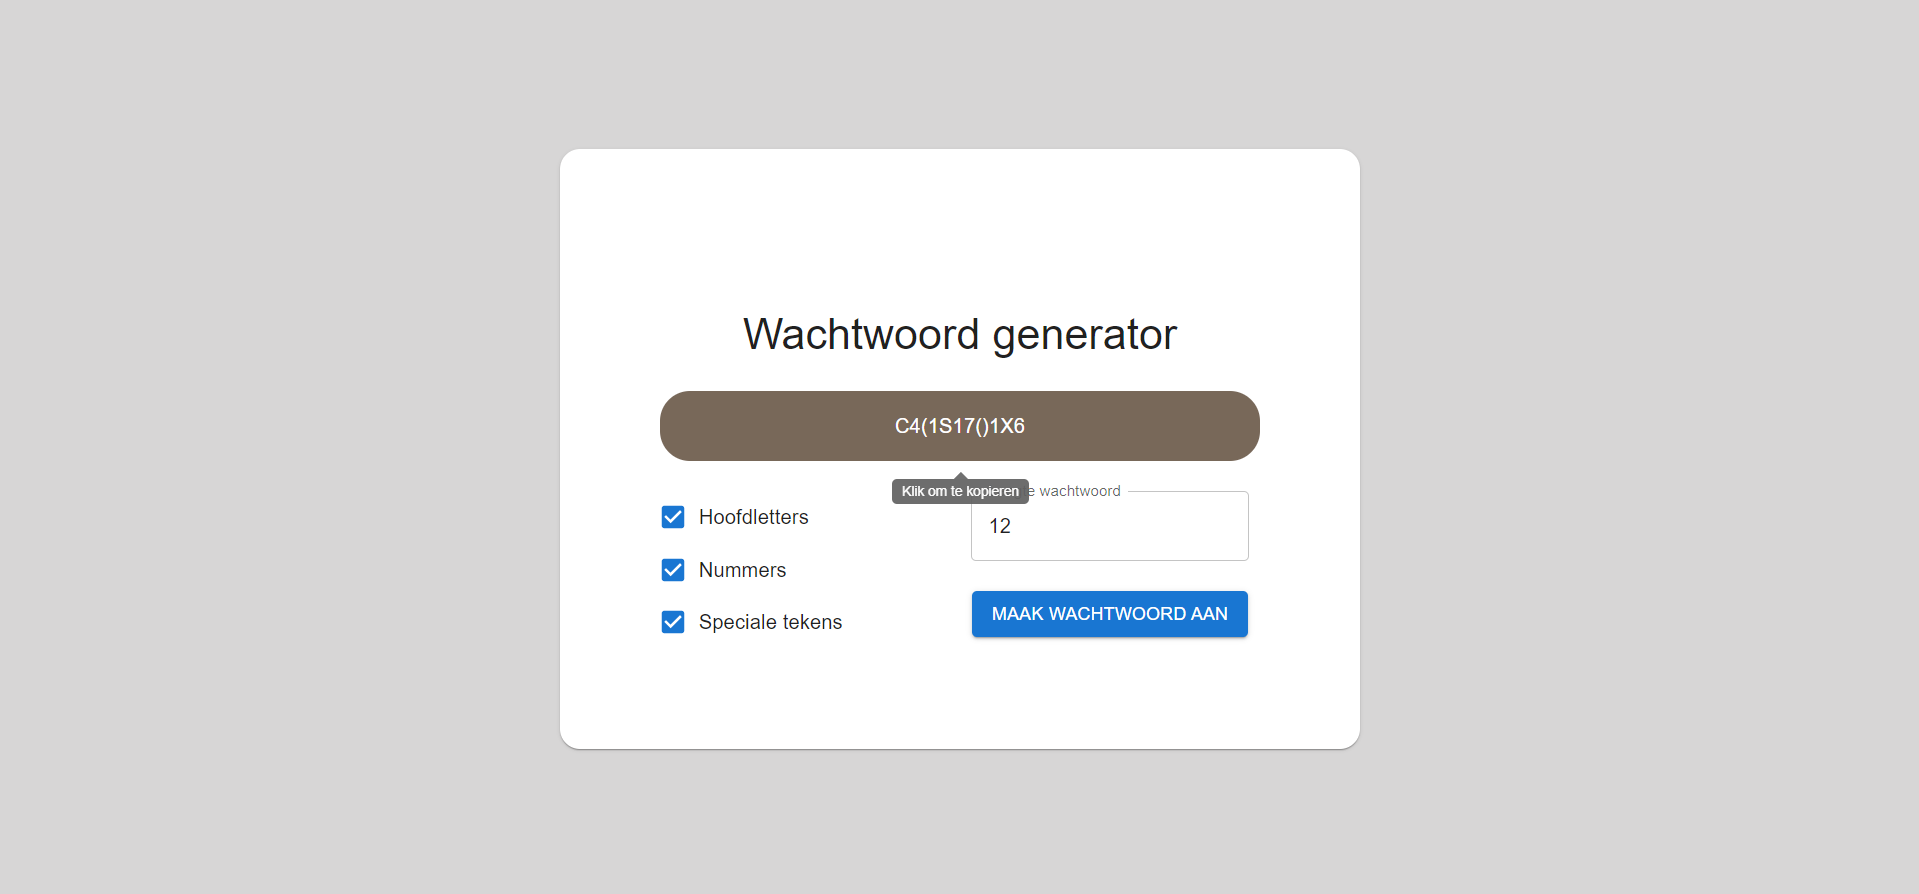 Wachtwoord generator
C4(1S17()1X6
Klik om te kopieren
wachtwoord
Hoofdletters
12
Nummers
MAAK WACHTWOORD AAN
Speciale tekens